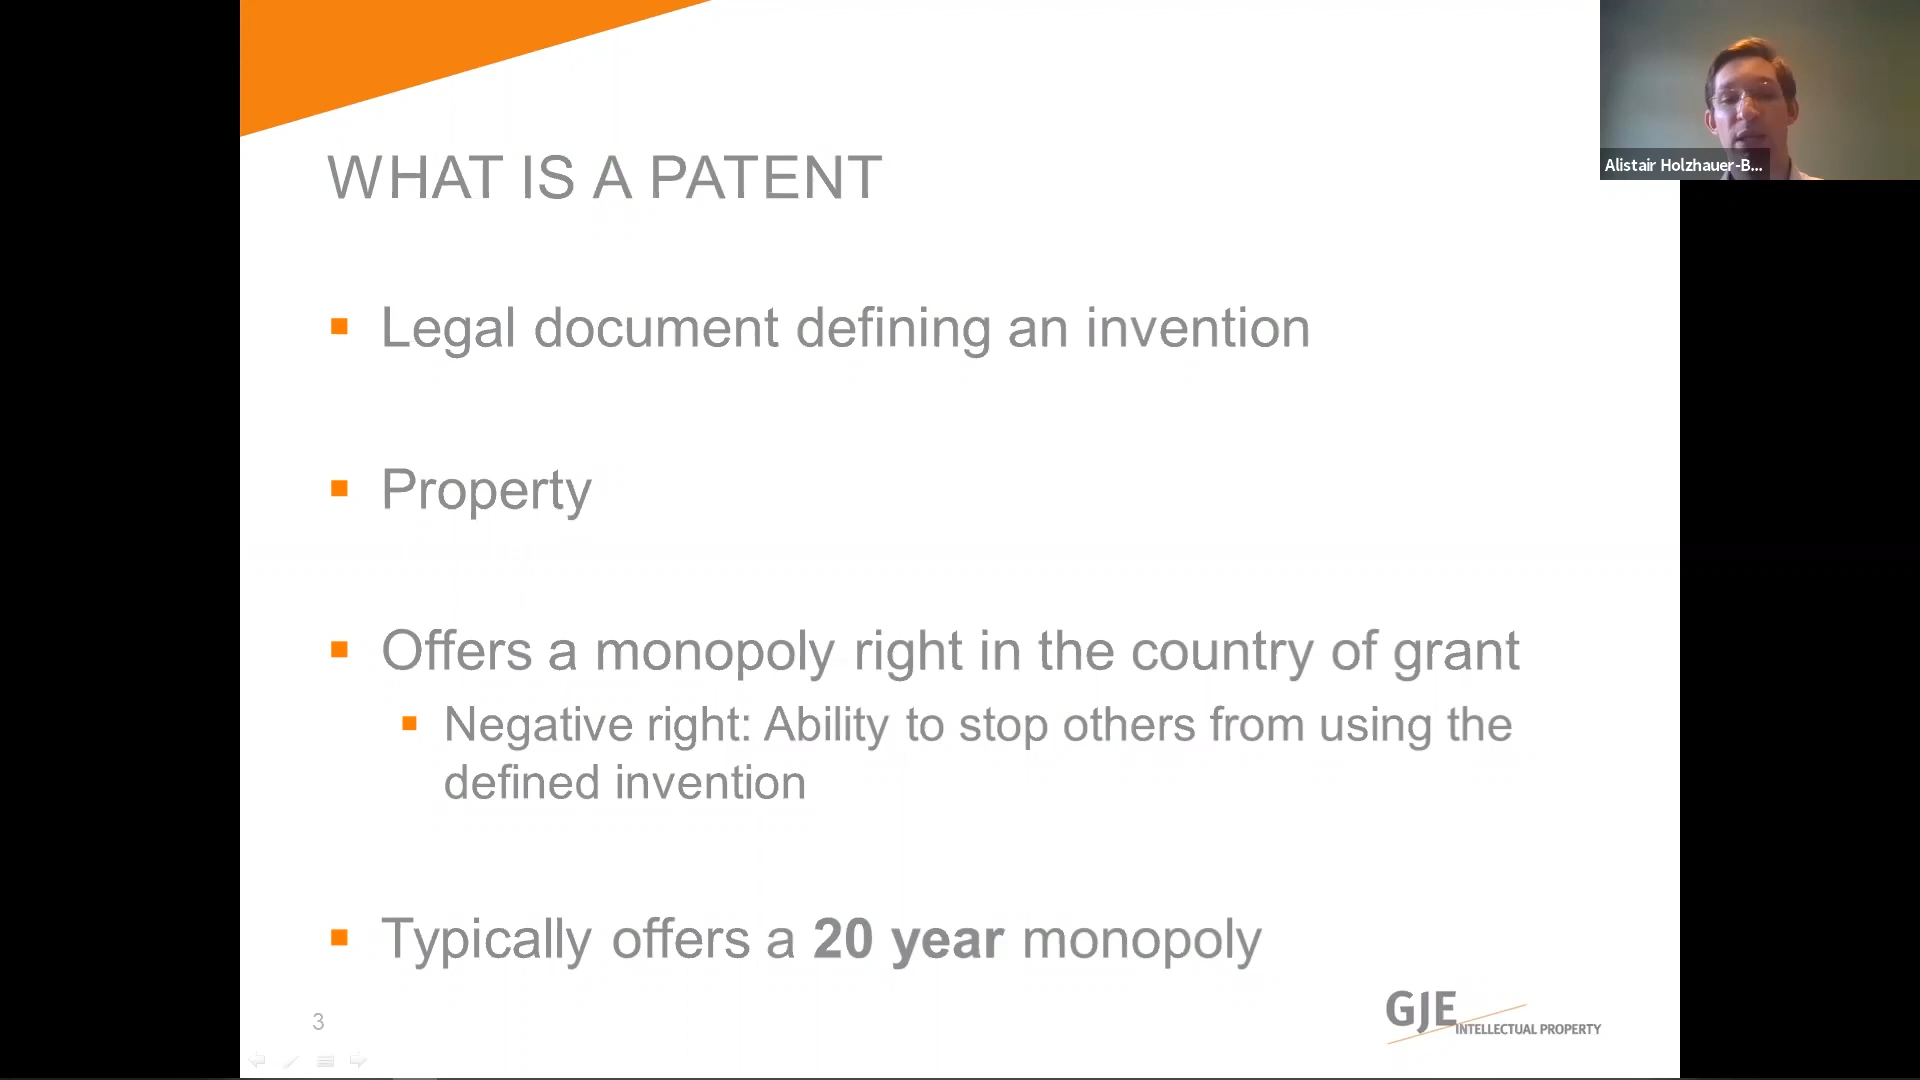 WHAT IS A PATENT
Alistair Holzhauer-B...
Legal document defining an invention
Property
Offers a monopoly right in the country of grant
Negative right: Ability to stop others from using the
defined invention
Typically offers a 20 year monopoly
3
GJE
INTELLECTUAL PROPERTY